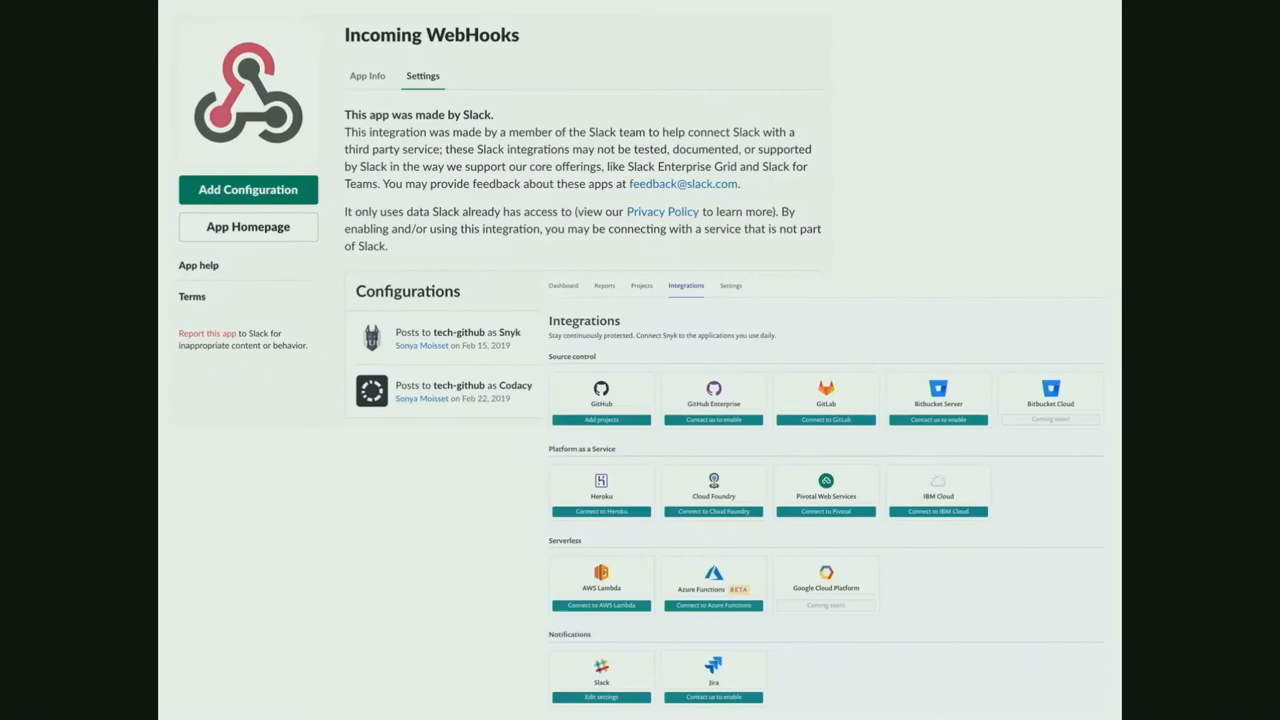 Incoming WebHooks
App Info Settings
Add Configuration
App Homepage
App help
Terms
Report this app to Slack for
inappropriate content or behavior.
This app was made by Slack.
This integration was made by a member of the Slack team to help connect Slack with a
third party service; these Slack integrations may not be tested, documented, or supported
by Slack in the way we support our core offerings, like Slack Enterprise Grid and Slack for
Teams. You may provide feedback about these apps at feedback@slack.com.
It only uses data Slack already has access to (view our Privacy Policy to learn more). By
enabling and/or using this integration, you may be connecting with a service that is not part
of Slack.
Configurations
Posts to tech-github as Snyk
Sonya Moisset on Feb 15, 2019
Posts to tech-github as Codacy
Sonya Moisset on Feb 22, 2019
Dashboard Reports Projects Integrations Settings
Integrations
Stay continuously protected. Connect Snyk to the applications you use daily.
Source control
GitHub GitHub Enterprise GitLab Bitbucket Server Bitbucket Cloud
Add projects Contact us to enable Connect to GitLab Contact us to enable Coming soon!
Platform as a Service
Heroku Cloud Foundry Pivotal Web Services IBM Cloud
Connect to Heroku Connect to Cloud Foundry Connect to Pivotal Connect to IBM Cloud
Serverless
AWS Lambda Azure Functions BETA Google Cloud Platform
Connect to AWS Lambda Connect to Azure Functions Coming soon!
Notifications
Slack Jira
Edit settings Contact us to enable